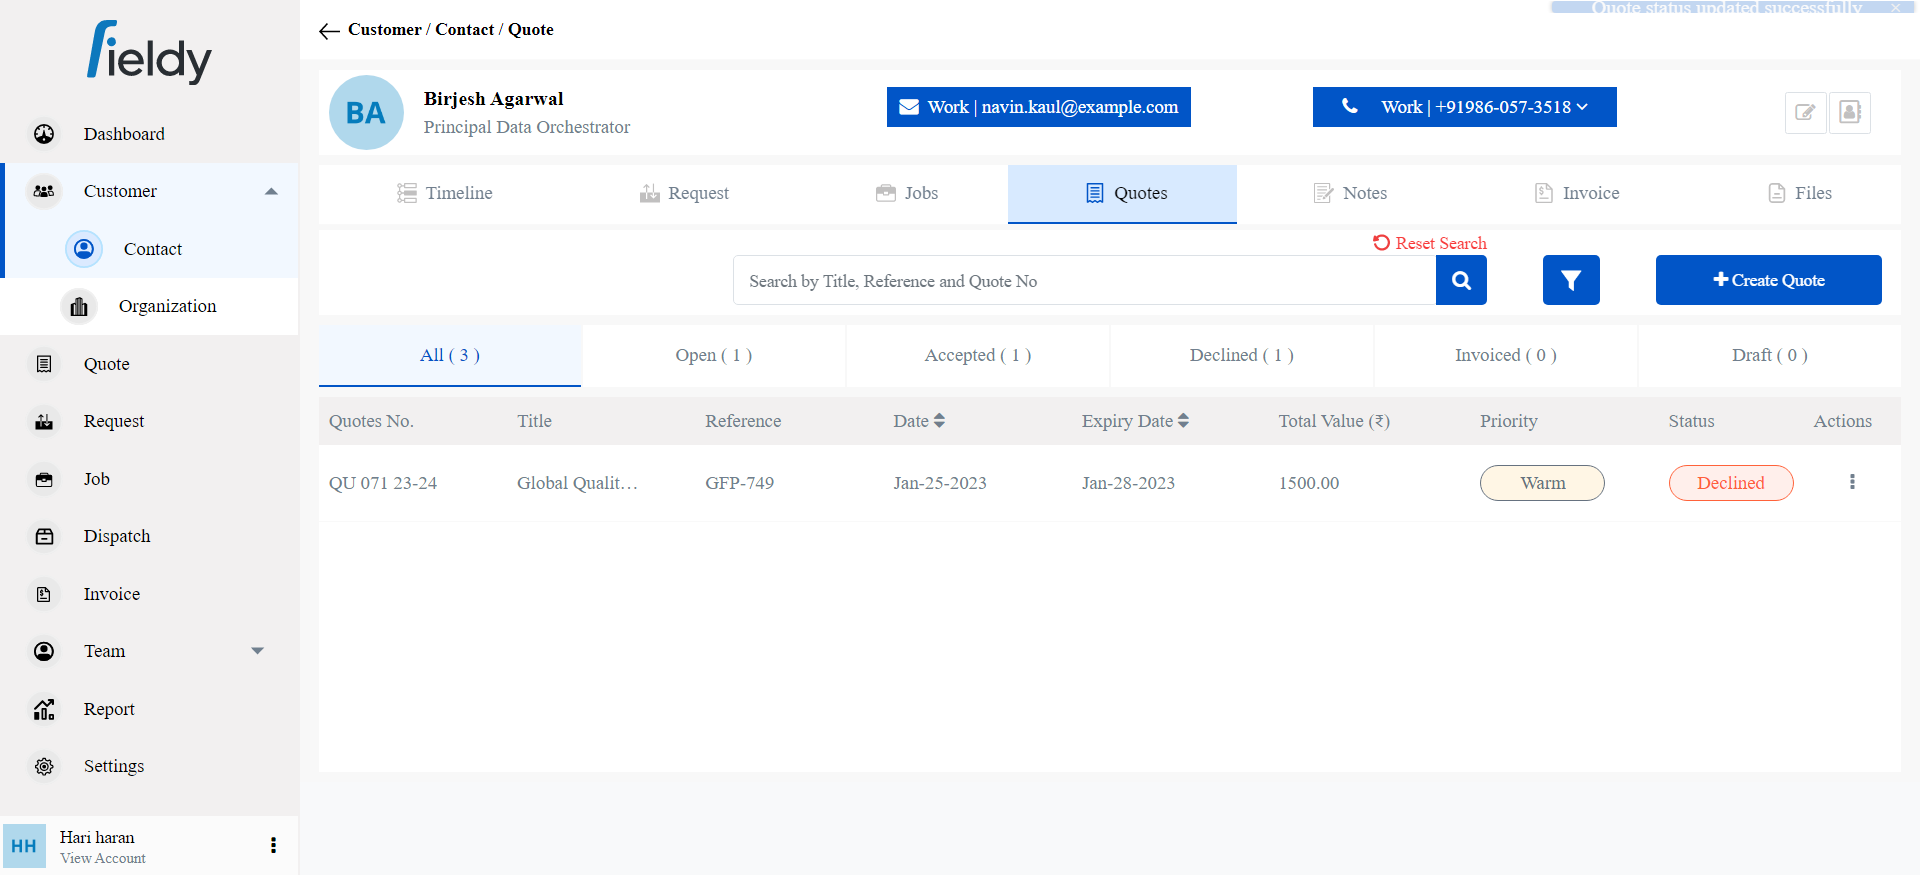 fieldy
Dashboard
Customer
Contact
Organization
Quote
Request
Job
Dispatch
Invoice
Team
Report
Settings
HH
Hari haran
View Account
Customer / Contact / Quote
Quote status updated successfully
BA
Birjesh Agarwal
Principal Data Orchestrator
Work | navin.kaul@example.com
Work | +91986-057-3518
Timeline
Request
Jobs
Quotes
Notes
Invoice
Files
Reset Search
Search by Title, Reference and Quote No
Create Quote
All ( 3 )
Open ( 1 )
Accepted ( 1 )
Declined ( 1 )
Invoiced ( 0 )
Draft ( 0 )
Quotes No. Title Reference Date Expiry Date Total Value (₹) Priority Status Actions
QU 071 23-24 Global Qualit… GFP-749 Jan-25-2023 Jan-28-2023 1500.00 Warm Declined